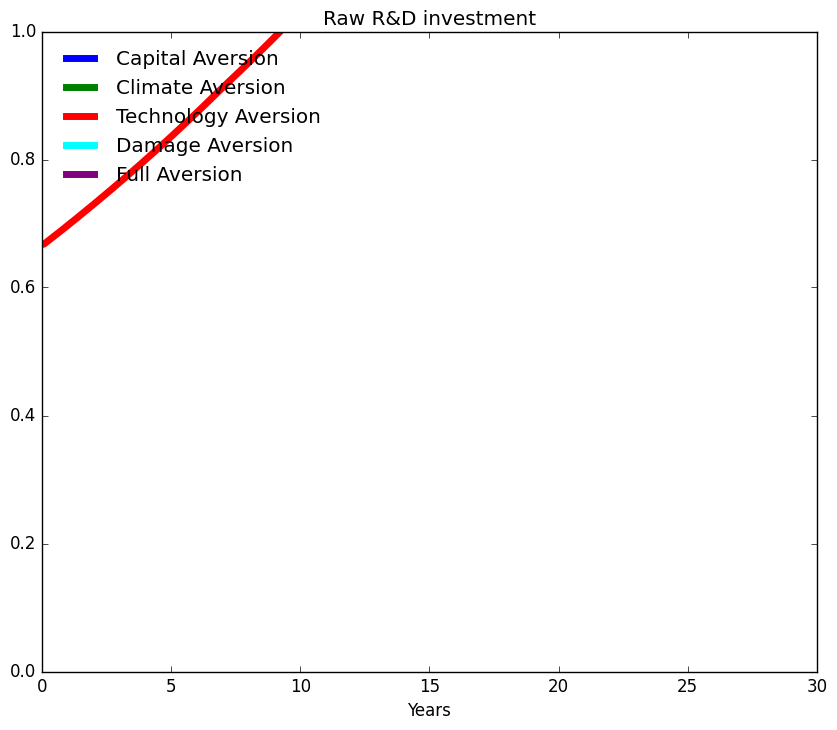 Raw R&D investment
1.0
Capital Aversion
Climate Aversion
Technology Aversion
Damage Aversion
Full Aversion
0.8
0.6
0.4
0.2
0.0
0 5 10 15 20 25 30
Years